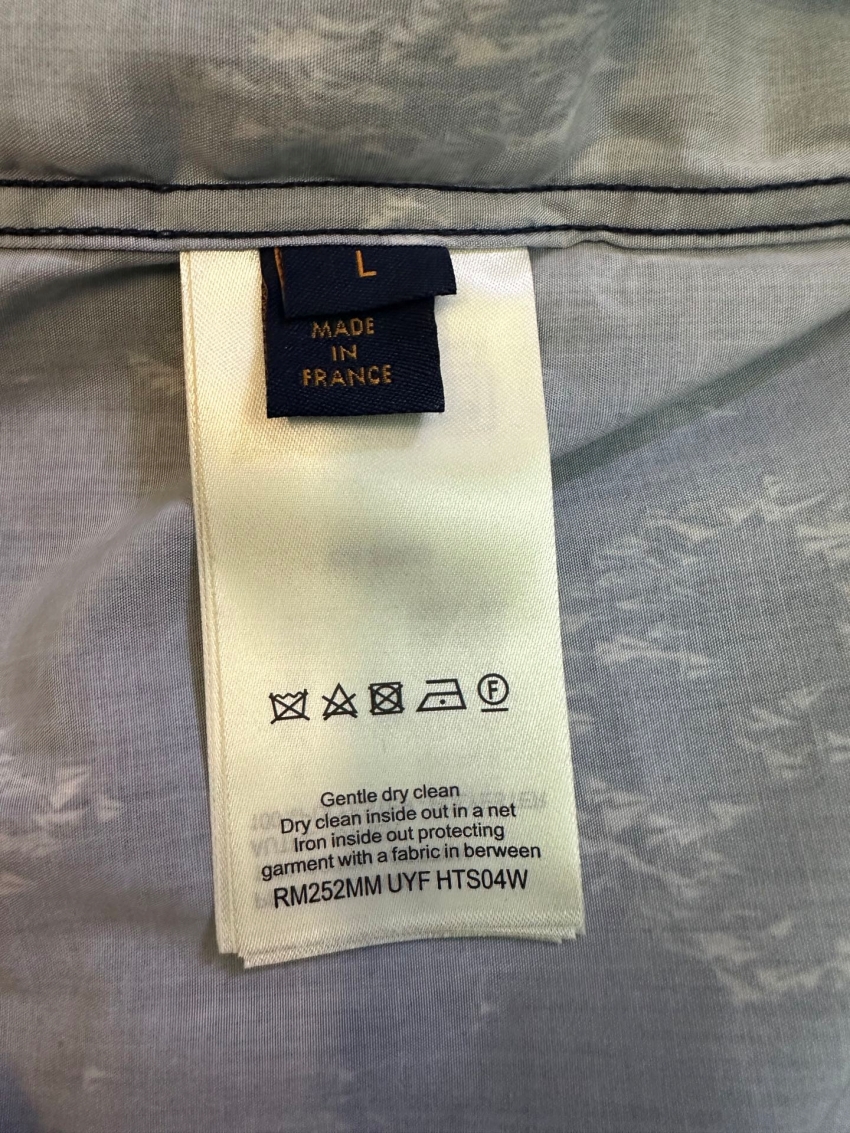 L
MADE
IN
FRANCE
F
Gentle dry clean
Dry clean inside out in a net
Iron inside out protecting
garment with a fabric in berween
RM252MM UYF HTS04W